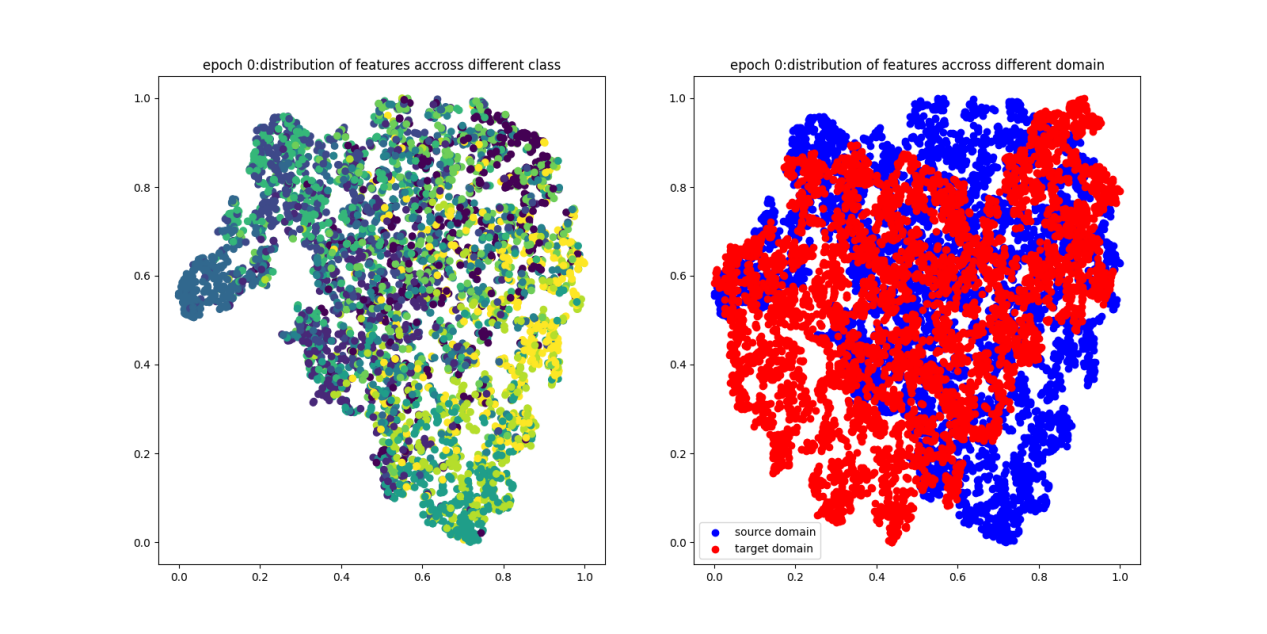 epoch 0:distribution of features accross different class
1.0
0.8
0.6
0.4
0.2
0.0
0.0 0.2 0.4 0.6 0.8 1.0
epoch 0:distribution of features accross different domain
1.0
0.8
0.6
0.4
0.2
0.0
source domain
target domain
0.0 0.2 0.4 0.6 0.8 1.0